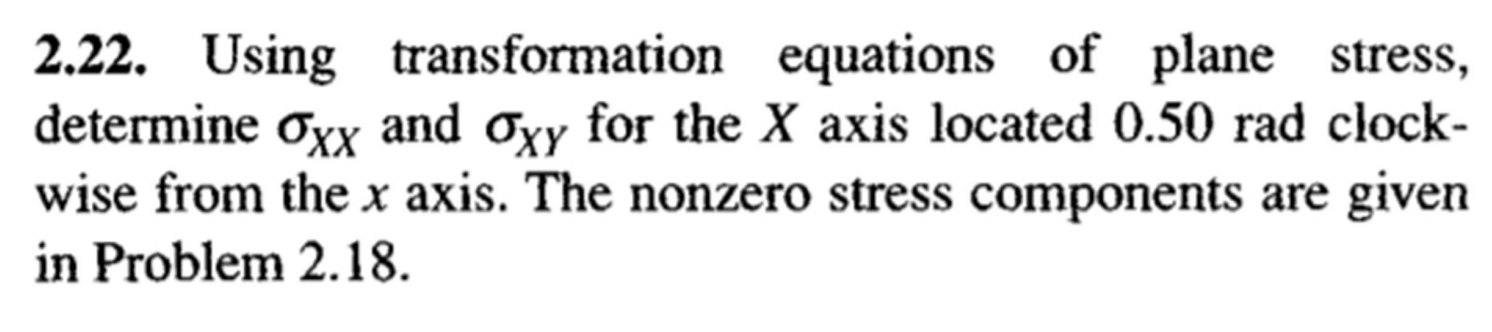 2.22. Using transformation equations of plane stress,
determine σXX and σXY for the X axis located 0.50 rad clock-
wise from the x axis. The nonzero stress components are given
in Problem 2.18.